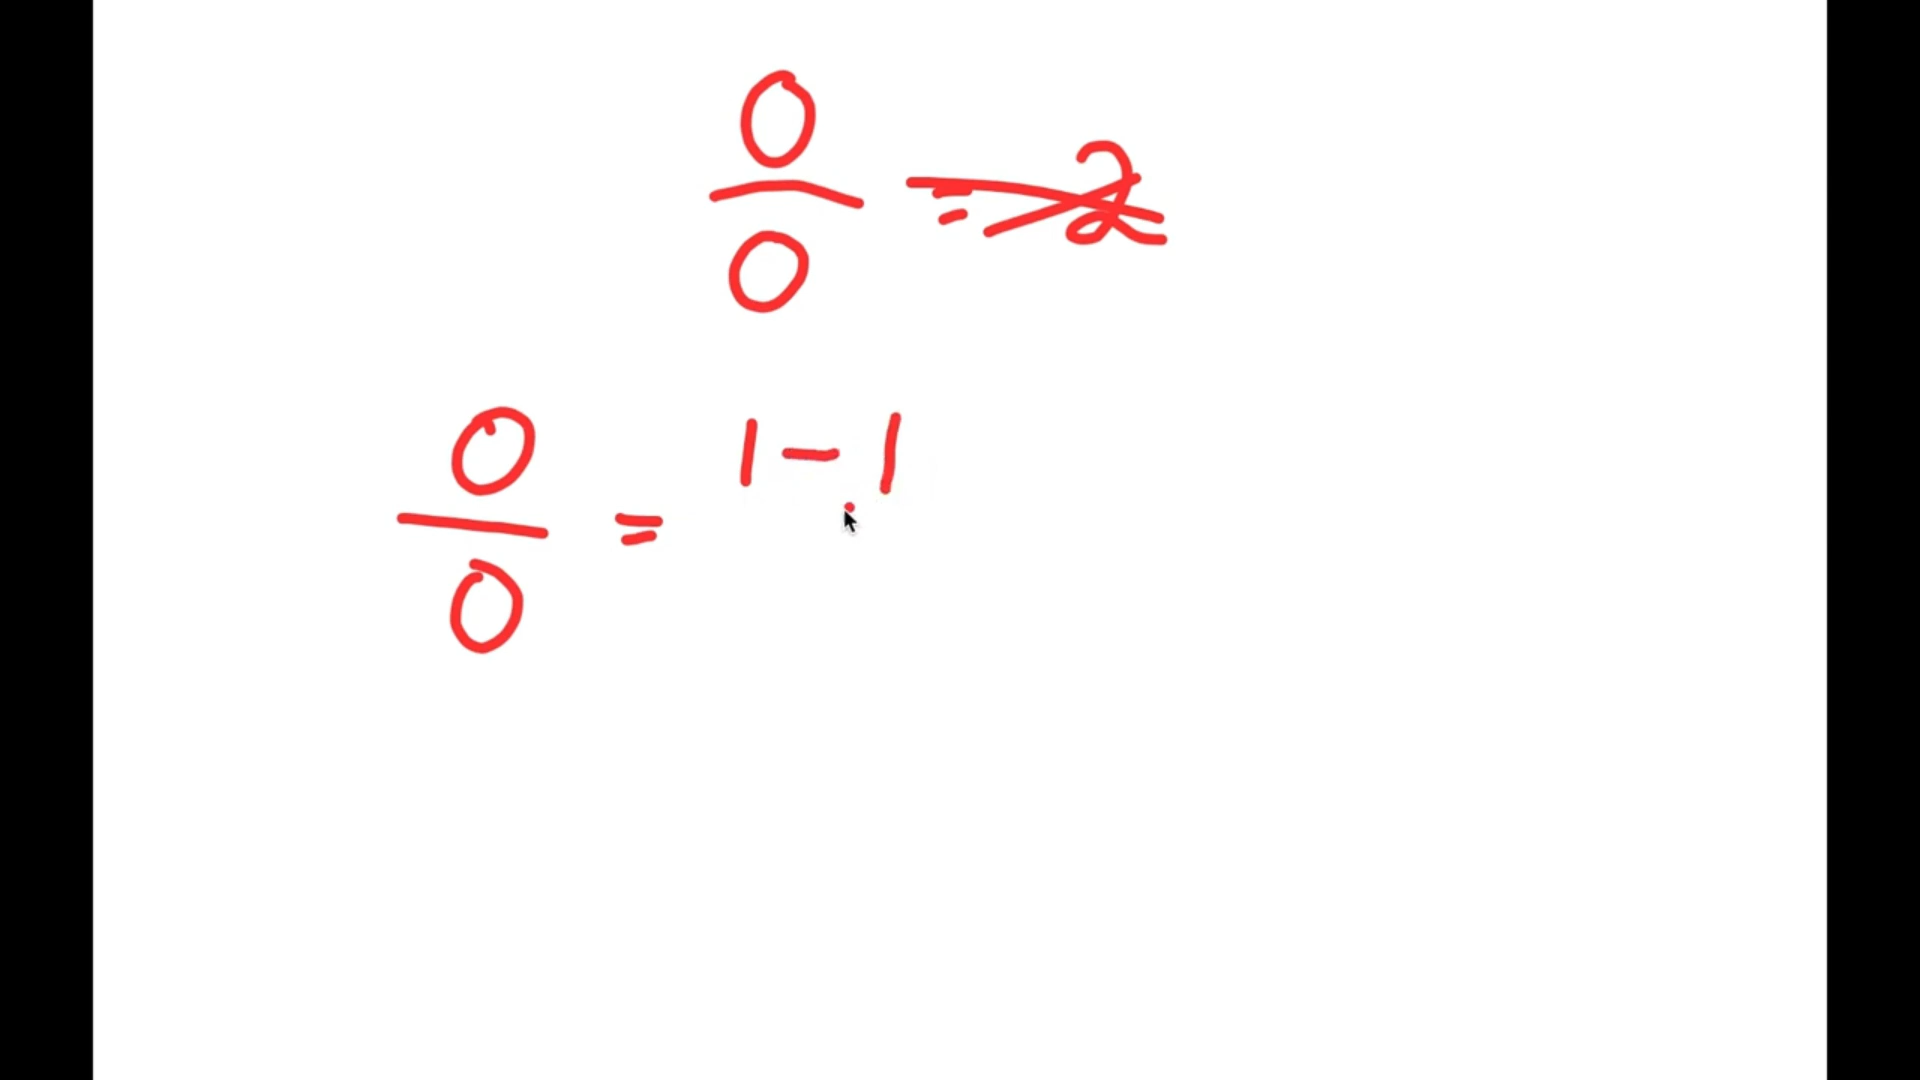 0/0 = 2
0/0 = 1 - 1